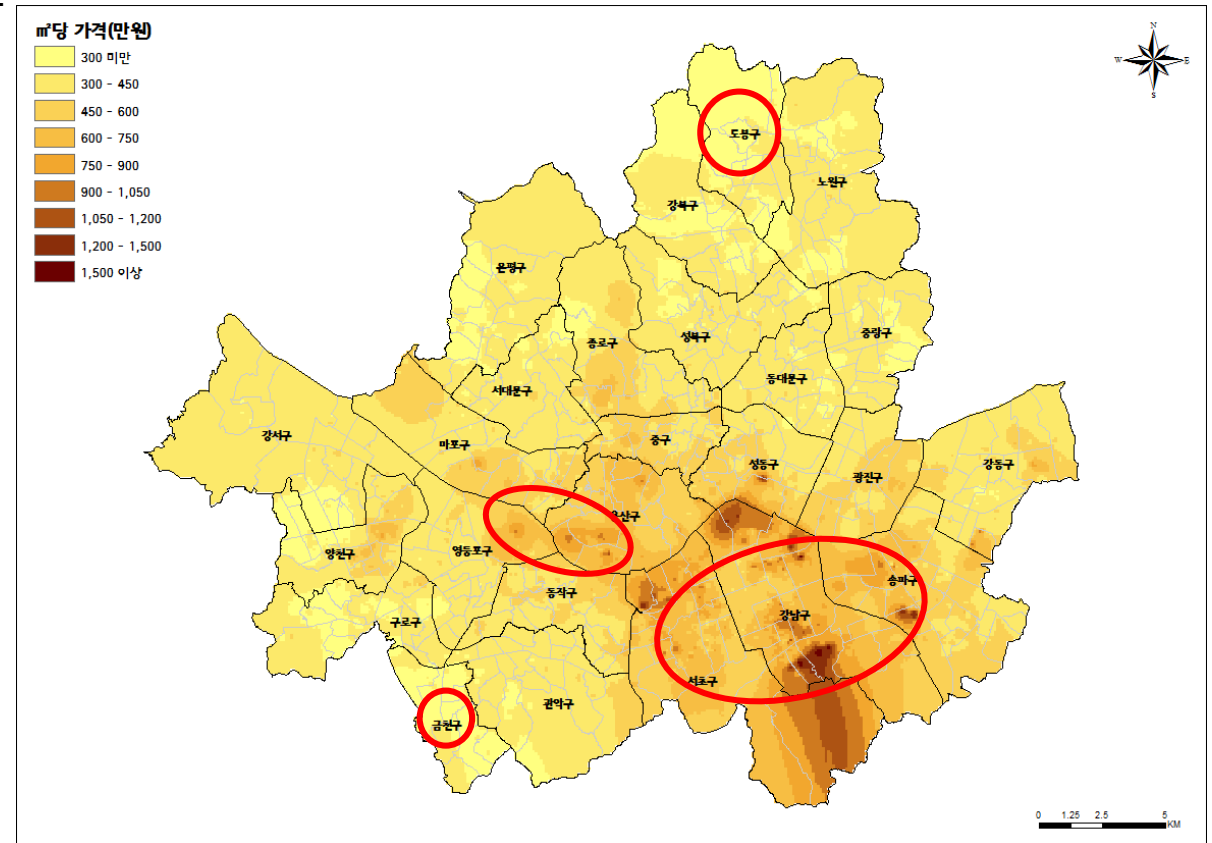 ㎡당 가격(만원)
300 미만
300 - 450
450 - 600
600 - 750
750 - 900
900 - 1,050
1,050 - 1,200
1,200 - 1,500
1,500 이상
N
W
E
S
도봉구
노원구
강북구
은평구
종로구
성북구
중랑구
서대문구
동대문구
강서구
마포구
중구
성동구
광진구
강동구
용산구
양천구
영등포구
동작구
송파구
구로구
강남구
서초구
관악구
금천구
0 1.25 2.5 5
KM